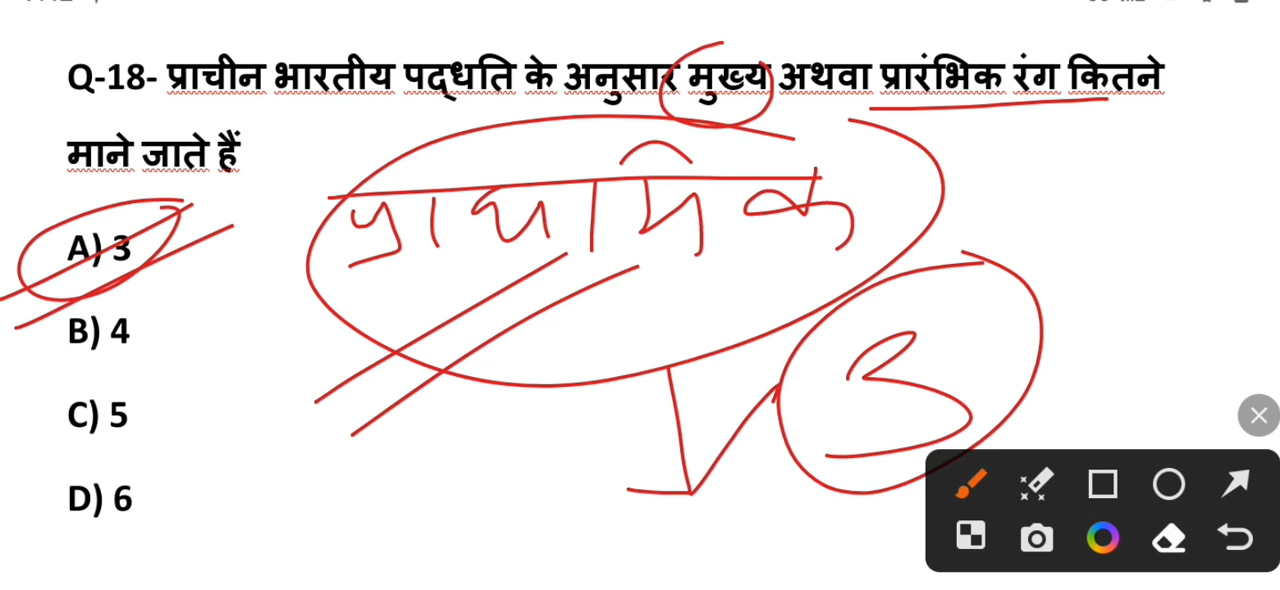 Q-18- प्राचीन भारतीय पद्धति के अनुसार मुख्य अथवा प्रारंभिक रंग कितने
माने जाते हैं
प्राथमिक
A) 3
B) 4
3
C) 5
D) 6